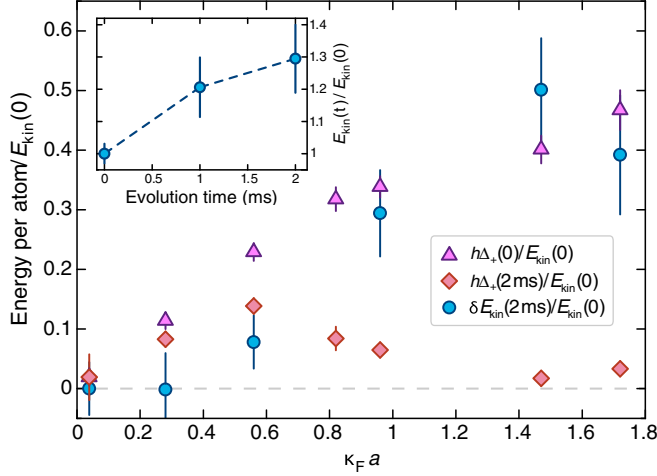 1.4
1.3
1.2
1.1
1
E_kin(t)/E_kin(0)
0 0.5 1.0 1.5 2
Evolution time (ms)
0.6
0.5
0.4
0.3
0.2
0.1
0
Energy per atom/E_kin(0)
hΔ₊(0)/E_kin(0)
hΔ₊(2ms)/E_kin(0)
δE_kin(2ms)/E_kin(0)
0 0.2 0.4 0.6 0.8 1 1.2 1.4 1.6 1.8
κ_F a